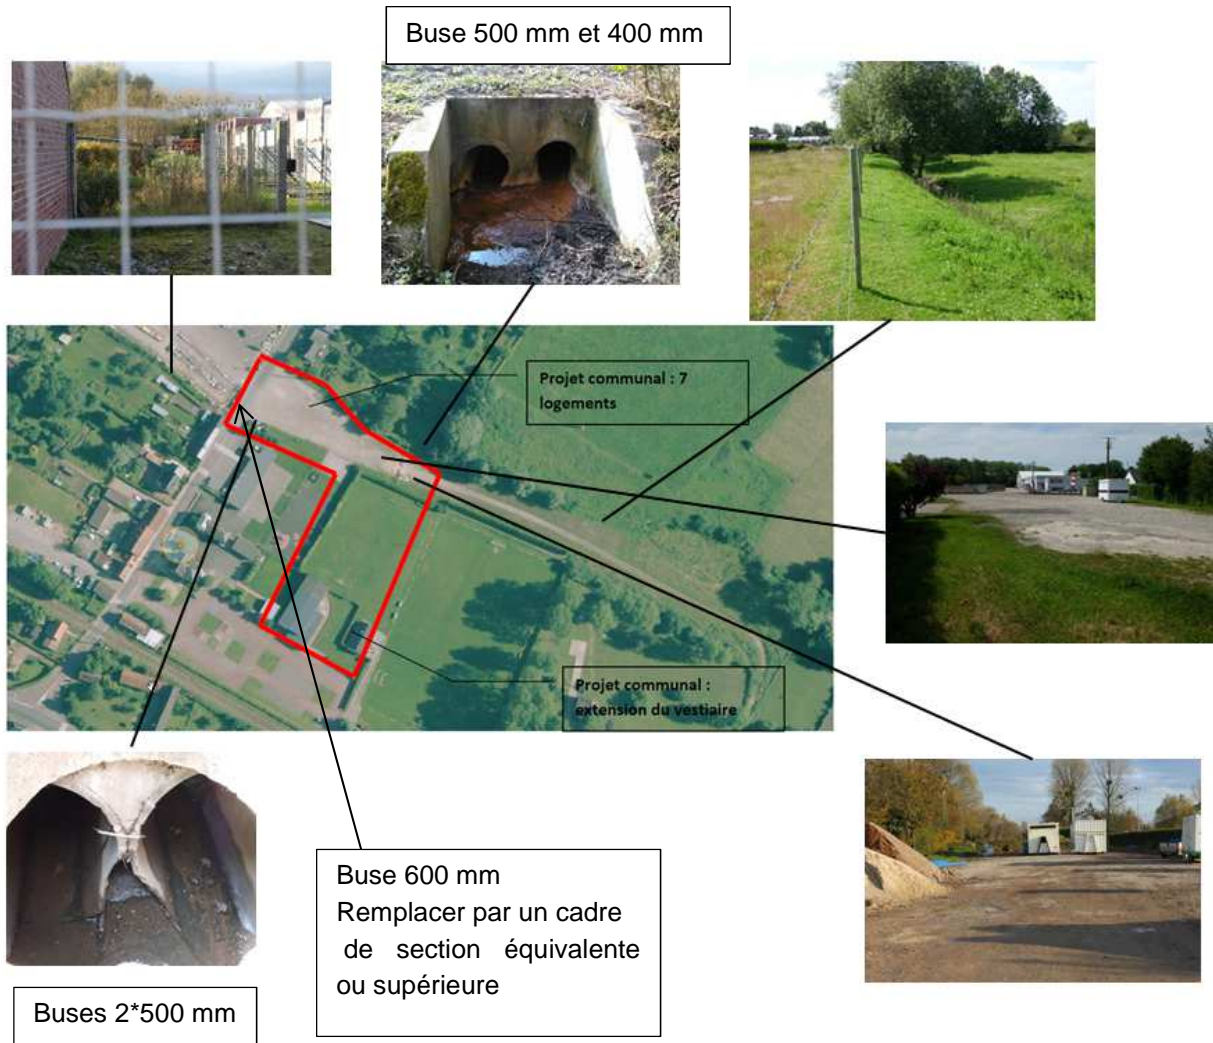 Buse 500 mm et 400 mm
Projet communal : 7
logements
Projet communal :
extension du vestiaire
Buse 600 mm
Remplacer par un cadre
de section équivalente
ou supérieure
Buses 2*500 mm